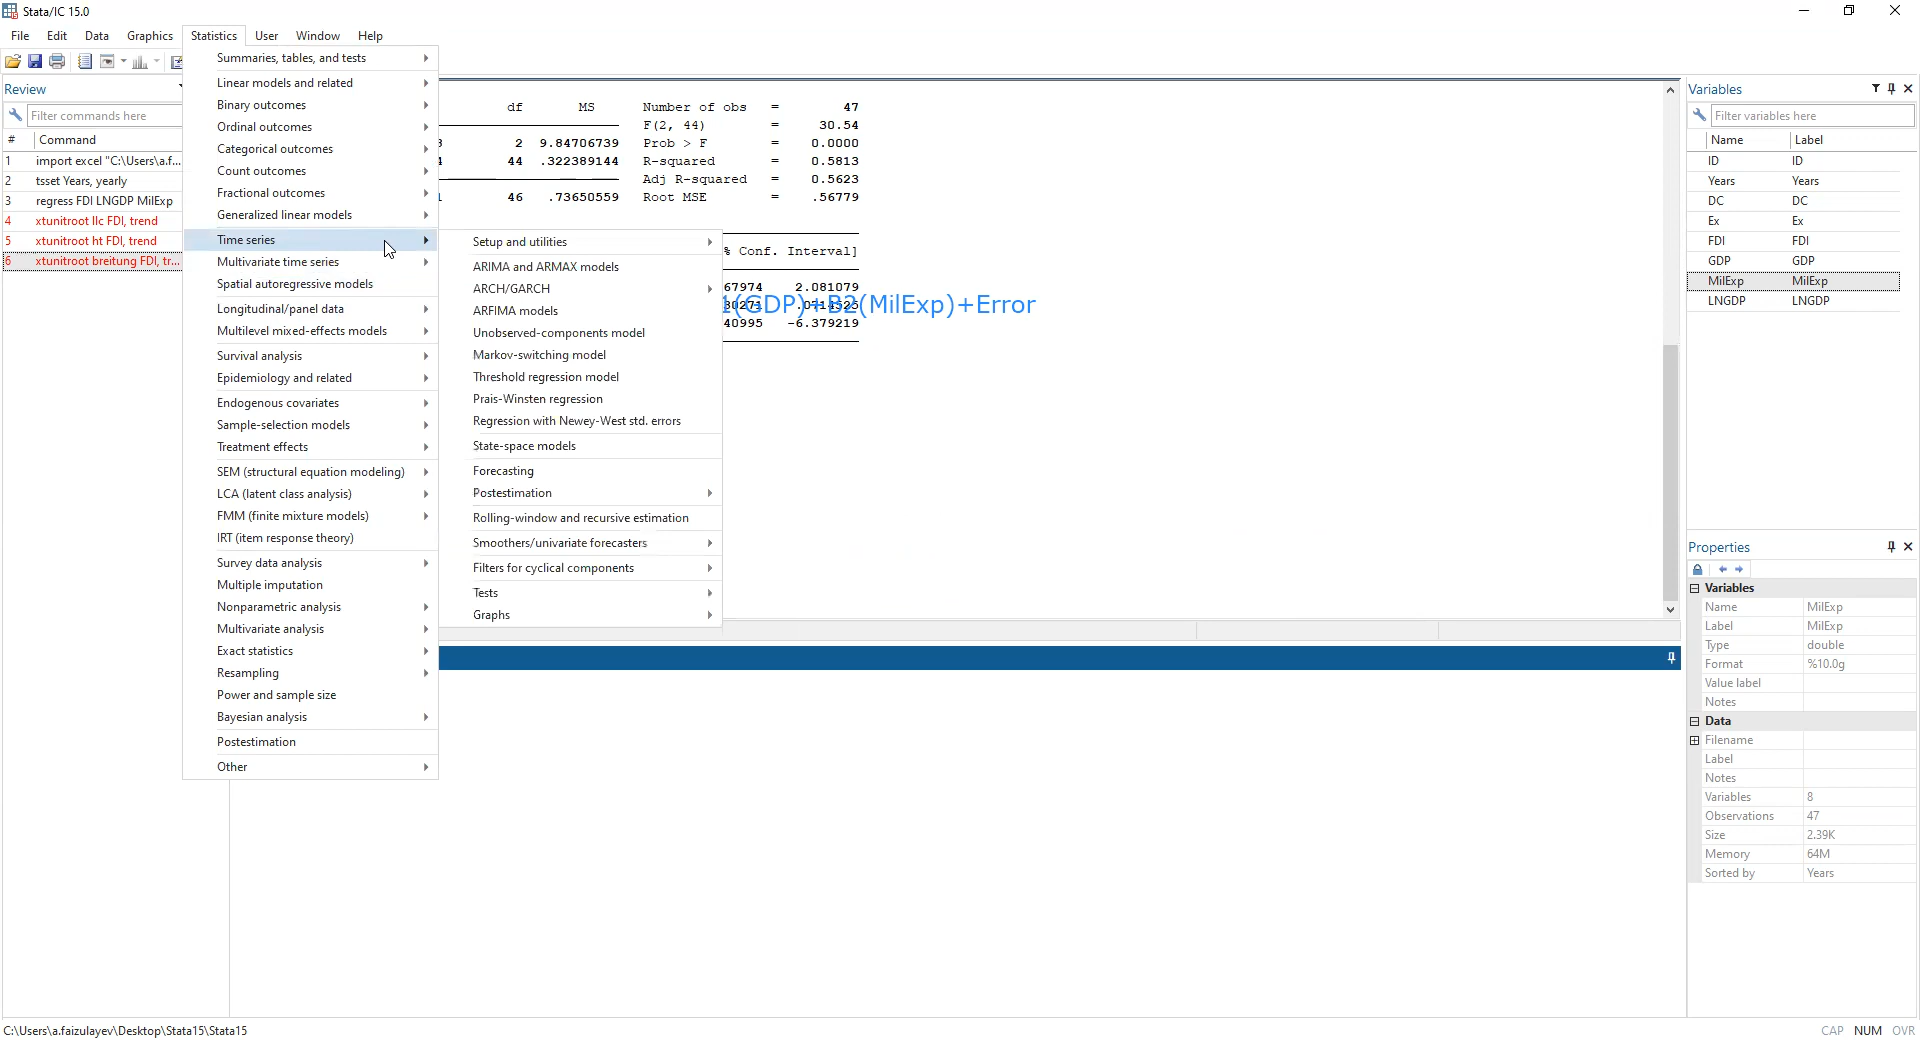 Stata/IC 15.0
File Edit Data Graphics Statistics User Window Help
Review
Filter commands here
# Command
1 import excel "C:\Users\a.f...
2 tsset Years, yearly
3 regress FDI LNGDP MilExp
4 xtunitroot llc FDI, trend
5 xtunitroot ht FDI, trend
6 xtunitroot breitung FDI, tr...
Summaries, tables, and tests
Linear models and related
Binary outcomes
Ordinal outcomes
Categorical outcomes
Count outcomes
Fractional outcomes
Generalized linear models
Time series
Multivariate time series
Spatial autoregressive models
Longitudinal/panel data
Multilevel mixed-effects models
Survival analysis
Epidemiology and related
Endogenous covariates
Sample-selection models
Treatment effects
SEM (structural equation modeling)
LCA (latent class analysis)
FMM (finite mixture models)
IRT (item response theory)
Survey data analysis
Multiple imputation
Nonparametric analysis
Multivariate analysis
Exact statistics
Resampling
Power and sample size
Bayesian analysis
Postestimation
Other
Setup and utilities
ARIMA and ARMAX models
ARCH/GARCH
ARFIMA models
Unobserved-components model
Markov-switching model
Threshold regression model
Prais-Winsten regression
Regression with Newey-West std. errors
State-space models
Forecasting
Postestimation
Rolling-window and recursive estimation
Smoothers/univariate forecasters
Filters for cyclical components
Tests
Graphs
df MS Number of obs = 47
F(2, 44) = 30.54
2 9.84706739 Prob > F = 0.0000
44 .322389144 R-squared = 0.5813
Adj R-squared = 0.5623
46 .73650559 Root MSE = .56779
% Conf. Interval]
67974 2.081079
40995 -6.379219
1(GDP)+B2(MilExp)+Error
Variables
Filter variables here
Name Label
ID ID
Years Years
DC DC
Ex Ex
FDI FDI
GDP GDP
MilExp MilExp
LNGDP LNGDP
Properties
Variables
Name MilExp
Label MilExp
Type double
Format %10.0g
Value label
Notes
Data
Filename
Label
Notes
Variables 8
Observations 47
Size 2.39K
Memory 64M
Sorted by Years
C:\Users\a.faizulayev\Desktop\Stata15\Stata15
CAP NUM OVR